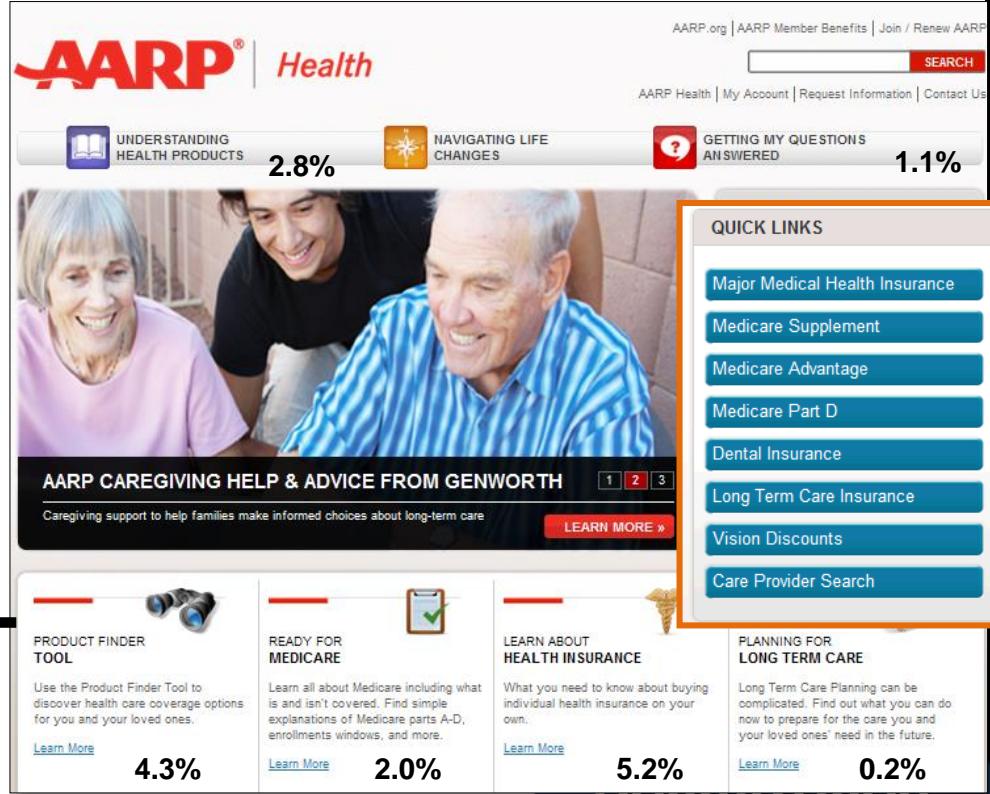 AARP.org | AARP Member Benefits | Join / Renew AARP
AARP® | Health
SEARCH
AARP Health | My Account | Request Information | Contact Us
UNDERSTANDING
HEALTH PRODUCTS
2.8%
NAVIGATING LIFE
CHANGES
GETTING MY QUESTIONS
ANSWERED
1.1%
QUICK LINKS
Major Medical Health Insurance
Medicare Supplement
Medicare Advantage
Medicare Part D
Dental Insurance
Long Term Care Insurance
Vision Discounts
Care Provider Search
AARP CAREGIVING HELP & ADVICE FROM GENWORTH
1 2 3
Caregiving support to help families make informed choices about long-term care
LEARN MORE »
PRODUCT FINDER
TOOL
Use the Product Finder Tool to
discover health care coverage options
for you and your loved ones.
Learn More
4.3%
READY FOR
MEDICARE
Learn all about Medicare including what
is and isn't covered. Find simple
explanations of Medicare parts A-D,
enrollments windows, and more.
Learn More
2.0%
LEARN ABOUT
HEALTH INSURANCE
What you need to know about buying
individual health insurance on your
own.
Learn More
5.2%
PLANNING FOR
LONG TERM CARE
Long Term Care Planning can be
complicated. Find out what you can do
now to prepare for the care you and
your loved ones' need in the future.
Learn More
0.2%